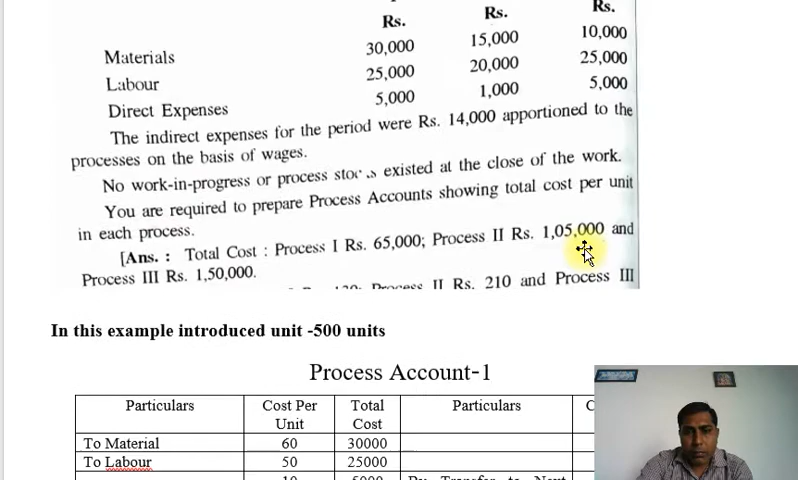 Rs. Rs. Rs.
Materials 30,000 15,000 10,000
Labour 25,000 20,000 25,000
Direct Expenses 5,000 1,000 5,000
The indirect expenses for the period were Rs. 14,000 apportioned to the
processes on the basis of wages.
No work-in-progress or process existed at the close of the work.
You are required to prepare Process Accounts showing total cost per unit
in each process.
[Ans. : Total Cost : Process I Rs. 65,000; Process II Rs. 1,05,000 and
Process III Rs. 1,50,000.
Process II Rs. 210 and Process III
In this example introduced unit -500 units
Process Account-1
Particulars Cost Per Unit Total Cost Particulars
To Material 60 30000
To Labour 50 25000
10 5000 By Transfer to Next